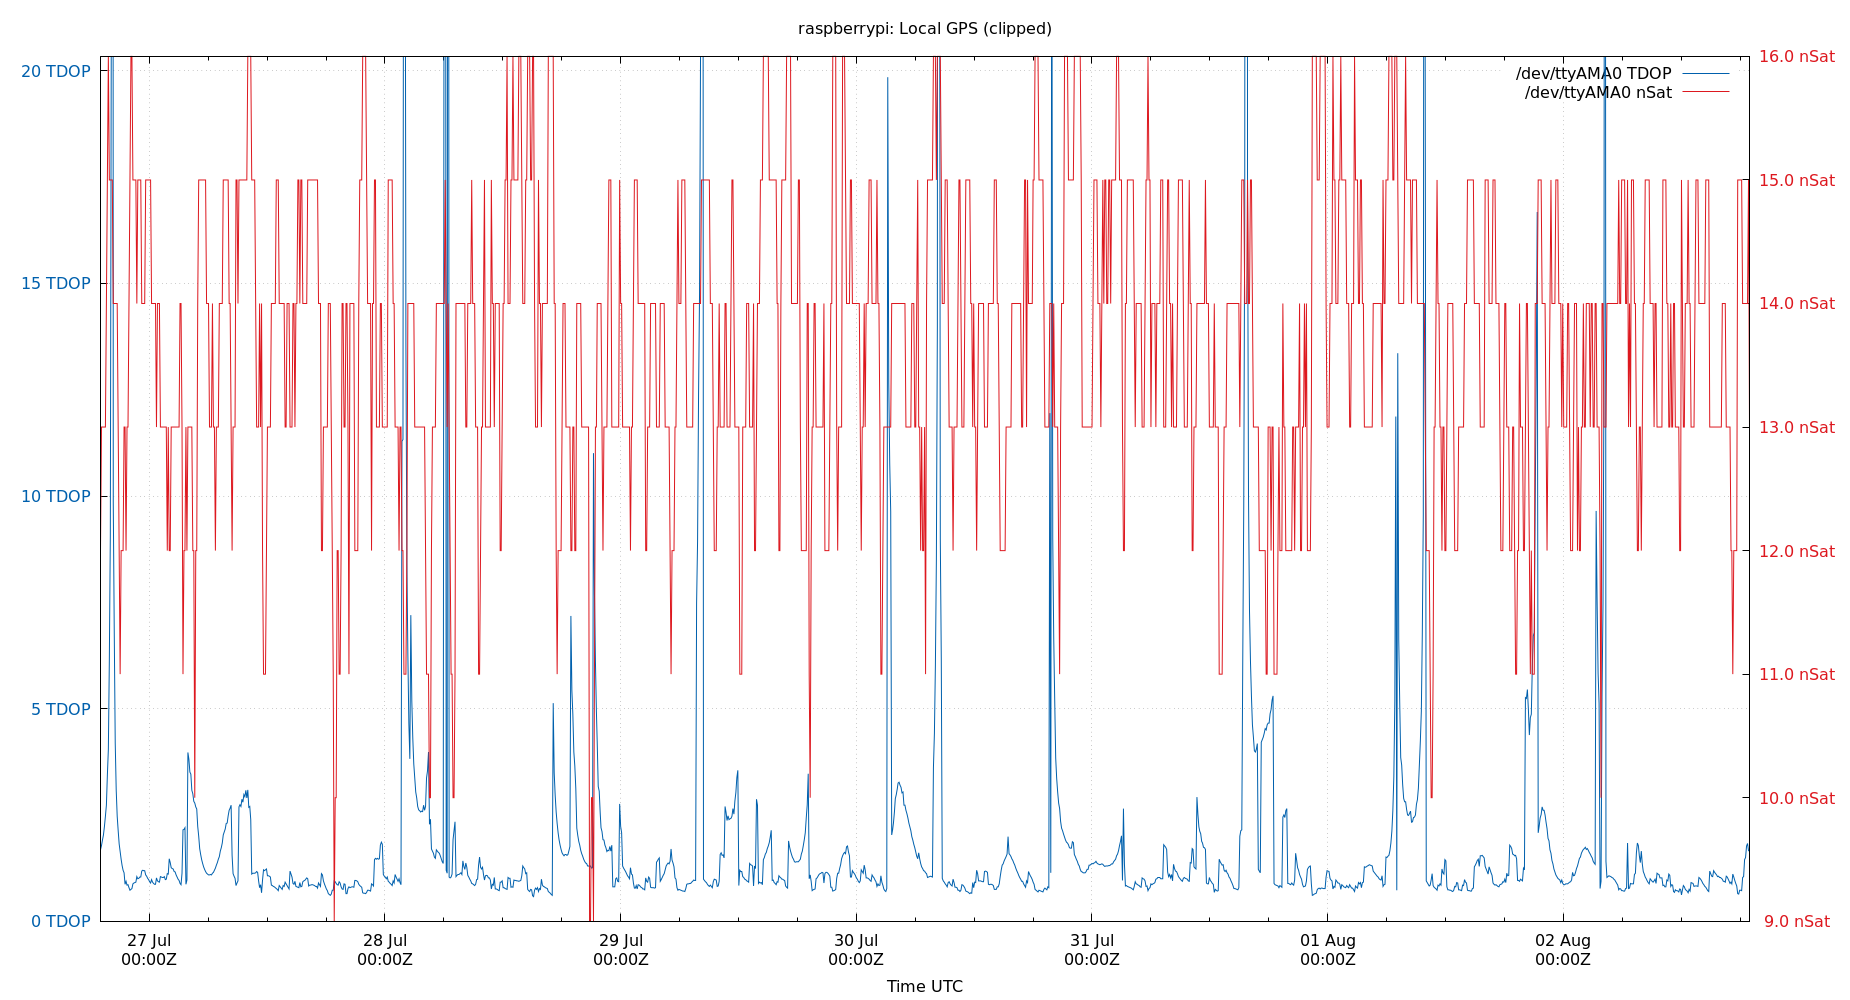 raspberrypi: Local GPS (clipped)
/dev/ttyAMA0 TDOP
/dev/ttyAMA0 nSat
20 TDOP
15 TDOP
10 TDOP
5 TDOP
0 TDOP
16.0 nSat
15.0 nSat
14.0 nSat
13.0 nSat
12.0 nSat
11.0 nSat
10.0 nSat
9.0 nSat
27 Jul 28 Jul 29 Jul 30 Jul 31 Jul 01 Aug 02 Aug
00:00Z 00:00Z 00:00Z 00:00Z 00:00Z 00:00Z 00:00Z
Time UTC